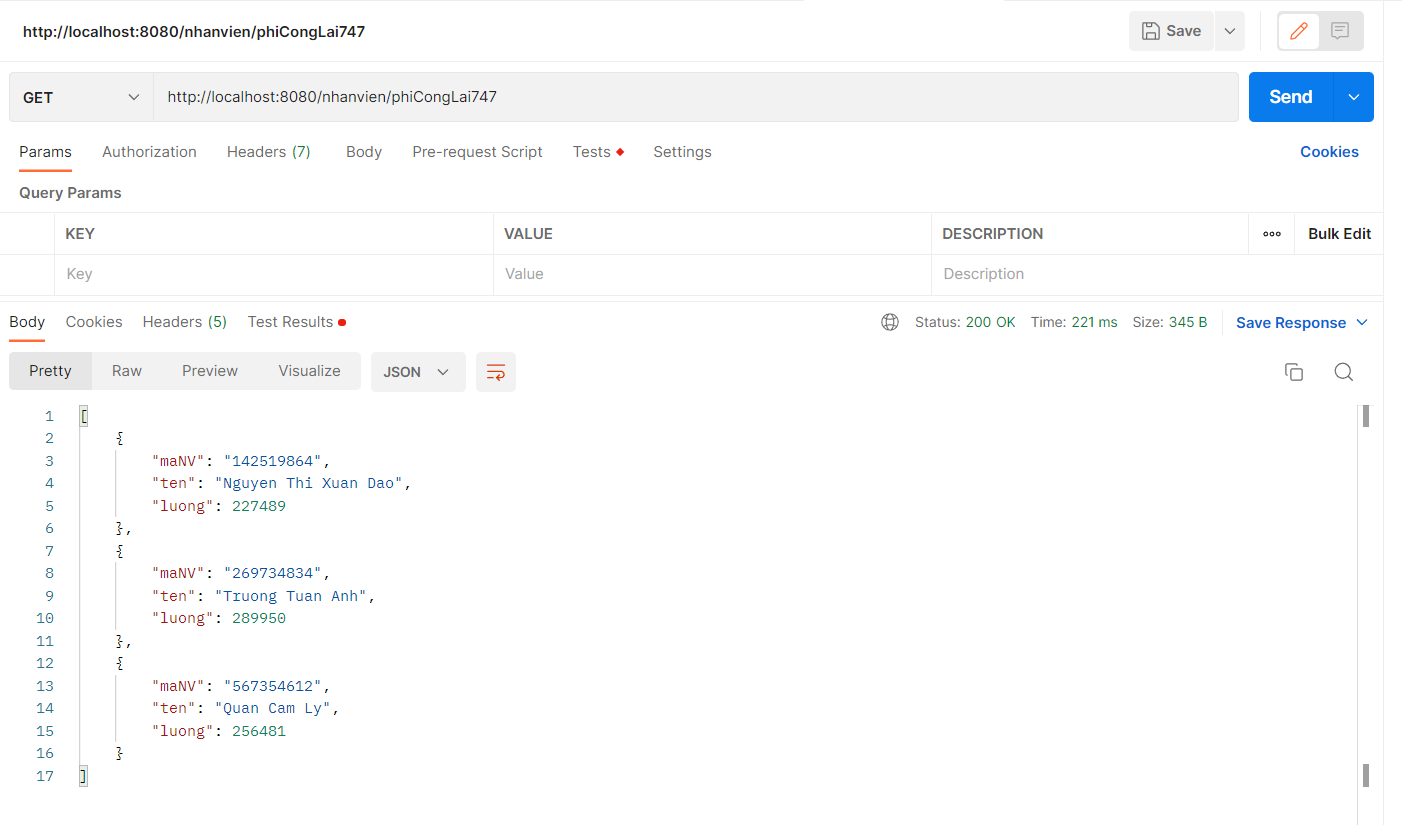 http://localhost:8080/nhanvien/phiCongLai747
Save
GET
http://localhost:8080/nhanvien/phiCongLai747
Send
Params Authorization Headers (7) Body Pre-request Script Tests Settings Cookies
Query Params
KEY VALUE DESCRIPTION Bulk Edit
Key Value Description
Body Cookies Headers (5) Test Results Status: 200 OK Time: 221 ms Size: 345 B Save Response
Pretty Raw Preview Visualize JSON
1 [
2 {
3 "maNV": "142519864",
4 "ten": "Nguyen Thi Xuan Dao",
5 "luong": 227489
6 },
7 {
8 "maNV": "269734834",
9 "ten": "Truong Tuan Anh",
10 "luong": 289950
11 },
12 {
13 "maNV": "567354612",
14 "ten": "Quan Cam Ly",
15 "luong": 256481
16 }
17 ]